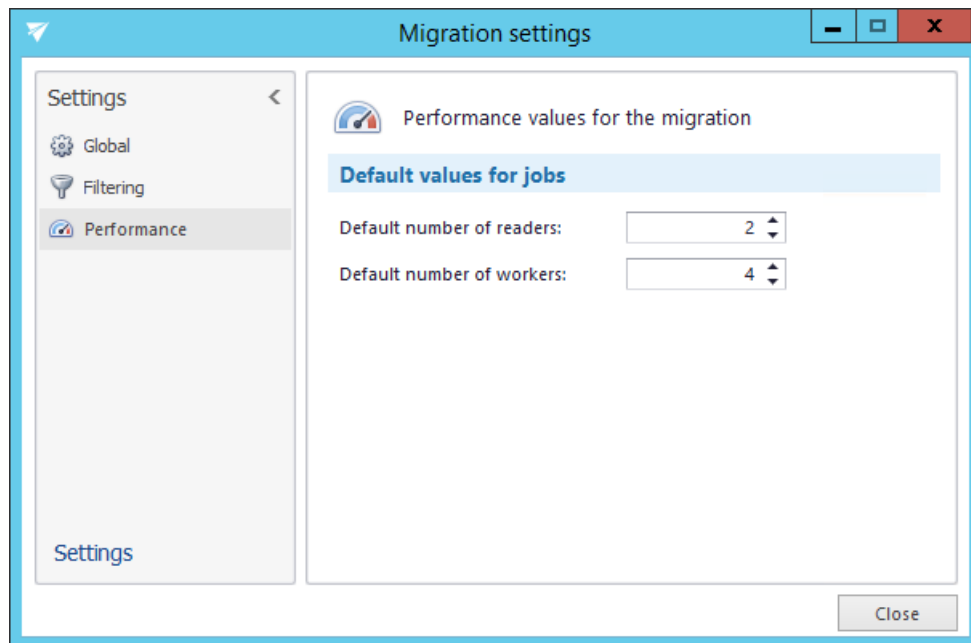 Migration settings
Settings
Global
Filtering
Performance
Settings
Performance values for the migration
Default values for jobs
Default number of readers: 2
Default number of workers: 4
Close